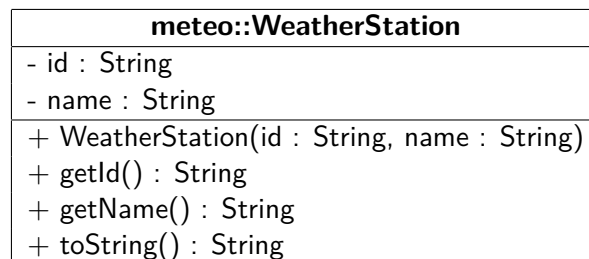 meteo::WeatherStation
- id : String
- name : String
+ WeatherStation(id : String, name : String)
+ getId() : String
+ getName() : String
+ toString() : String